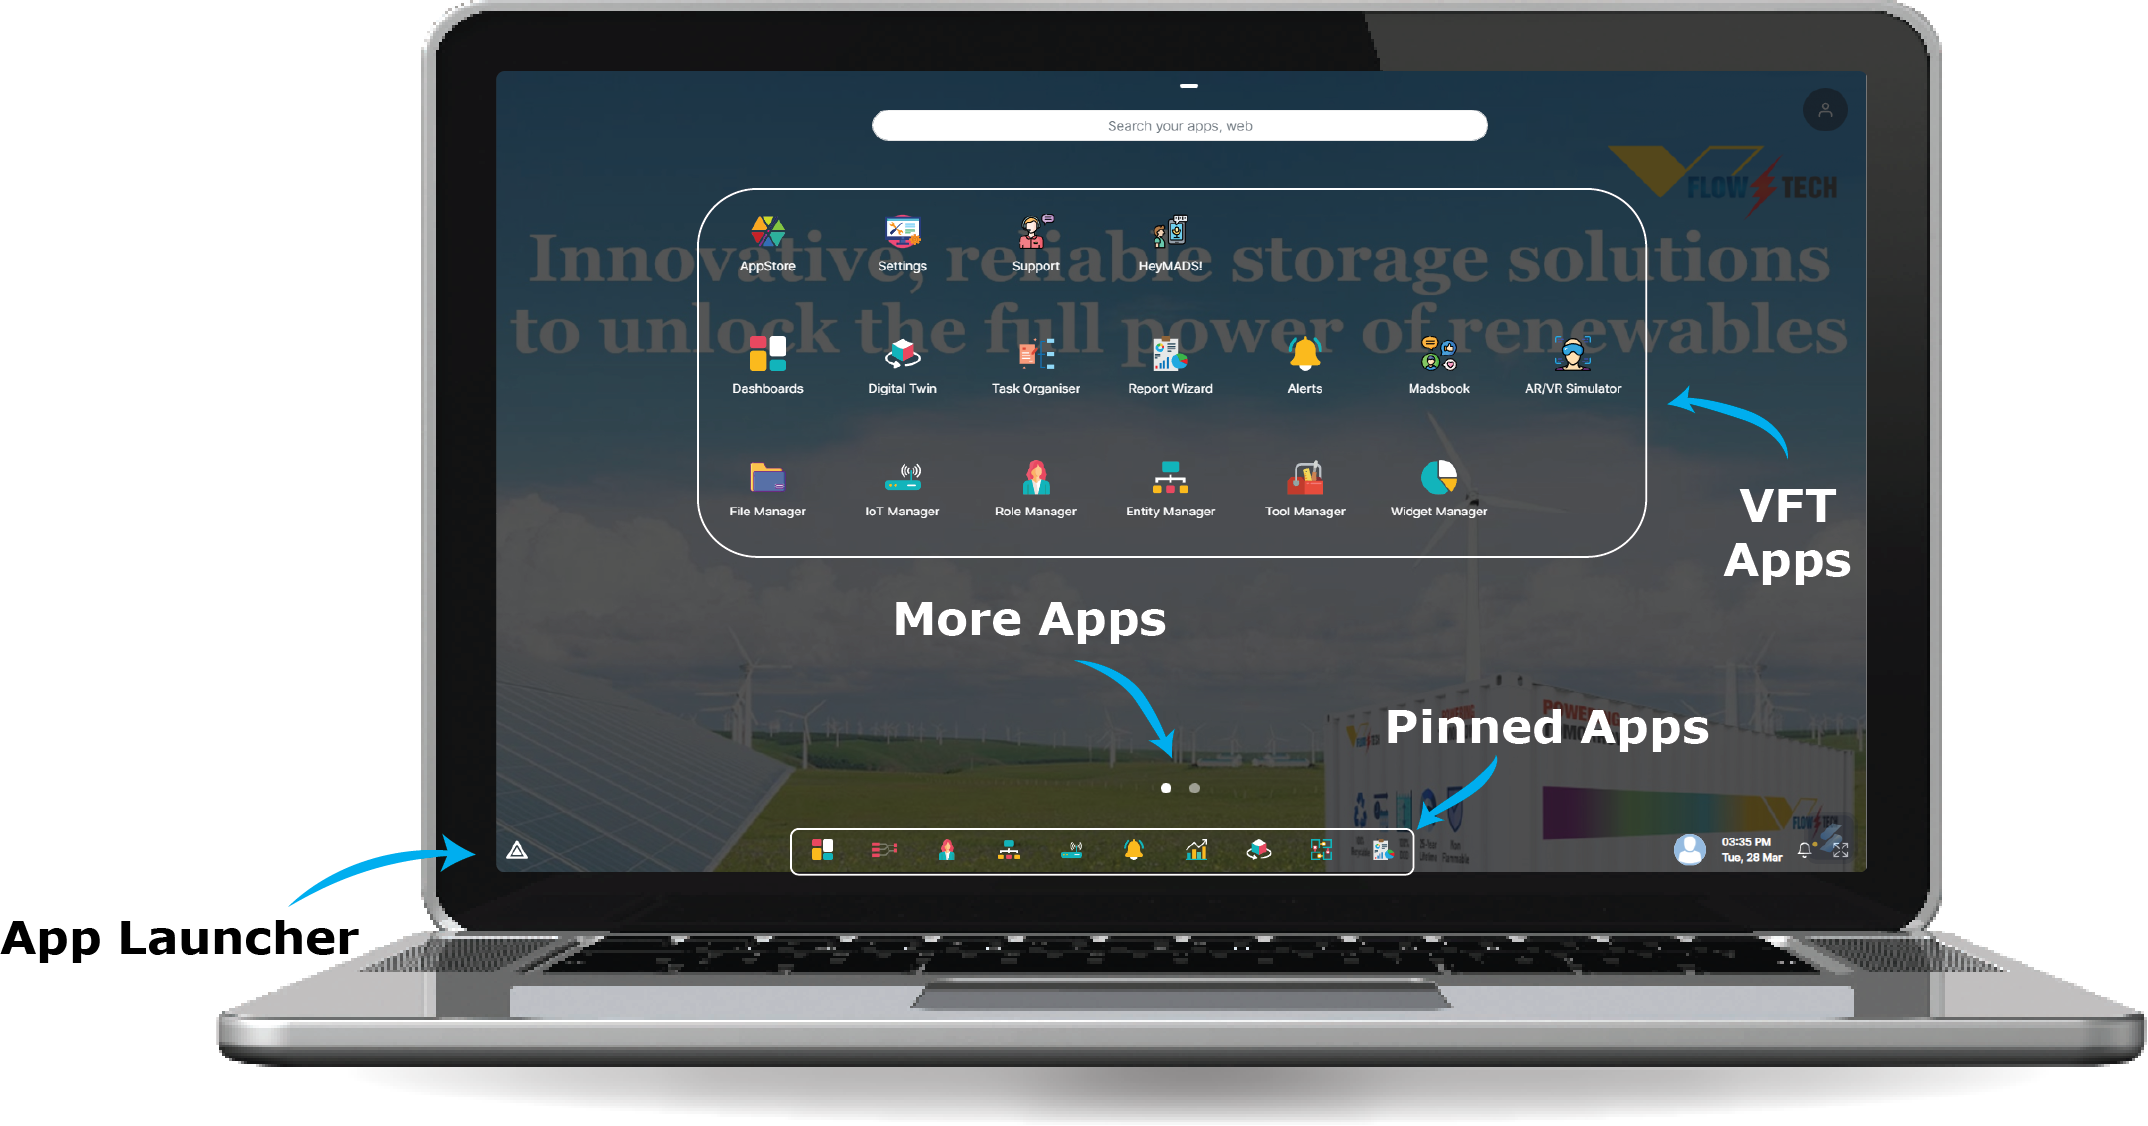 Search your apps, web
FLOW TECH
Innovative, reliable storage solutions
to unlock the full power of renewables
AppStore
Settings
Support
HeyMADS!
Dashboards
Digital Twin
Task Organiser
Report Wizard
Alerts
Madsbook
AR/VR Simulator
File Manager
IoT Manager
Role Manager
Entity Manager
Tool Manager
Widget Manager
VFT
Apps
More Apps
Pinned Apps
POWERING
03:35 PM
Tue, 28 Mar
App Launcher